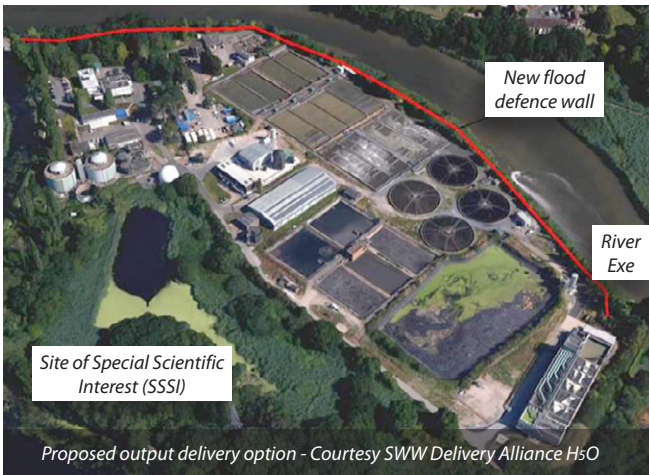 New flood
defence wall
River
Exe
Site of Special Scientific
Interest (SSSI)
Proposed output delivery option - Courtesy SWW Delivery Alliance H5O